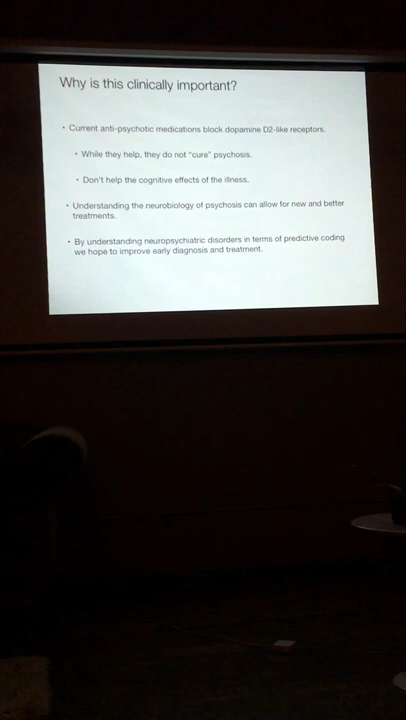 Why is this clinically important?
• Current anti-psychotic medications block dopamine D2-like receptors.
• While they help, they do not "cure" psychosis.
• Don't help the cognitive effects of the illness.
• Understanding the neurobiology of psychosis can allow for new and better
treatments.
• By understanding neuropsychiatric disorders in terms of predictive coding
we hope to improve early diagnosis and treatment.